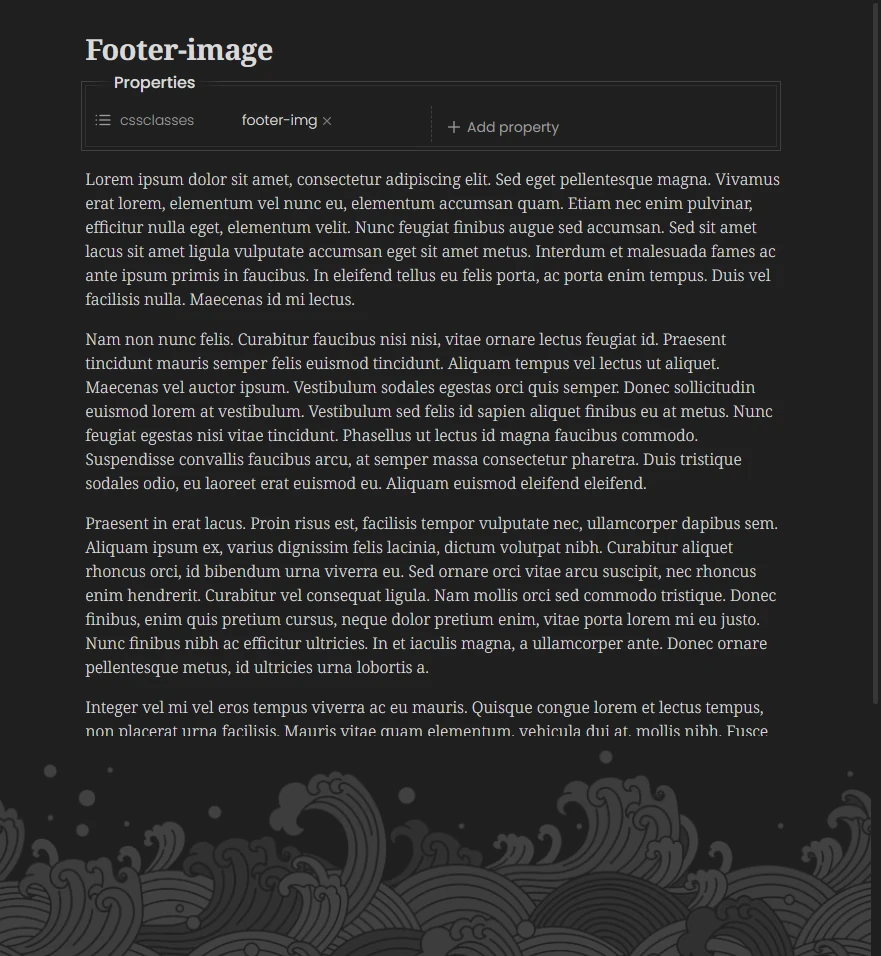 Footer-image
Properties
cssclasses footer-img × + Add property
Lorem ipsum dolor sit amet, consectetur adipiscing elit. Sed eget pellentesque magna. Vivamus
erat lorem, elementum vel nunc eu, elementum accumsan quam. Etiam nec enim pulvinar,
efficitur nulla eget, elementum velit. Nunc feugiat finibus augue sed accumsan. Sed sit amet
lacus sit amet ligula vulputate accumsan eget sit amet metus. Interdum et malesuada fames ac
ante ipsum primis in faucibus. In eleifend tellus eu felis porta, ac porta enim tempus. Duis vel
facilisis nulla. Maecenas id mi lectus.
Nam non nunc felis. Curabitur faucibus nisi nisi, vitae ornare lectus feugiat id. Praesent
tincidunt mauris semper felis euismod tincidunt. Aliquam tempus vel lectus ut aliquet.
Maecenas vel auctor ipsum. Vestibulum sodales egestas orci quis semper. Donec sollicitudin
euismod lorem at vestibulum. Vestibulum sed felis id sapien aliquet finibus eu at metus. Nunc
feugiat egestas nisi vitae tincidunt. Phasellus ut lectus id magna faucibus commodo.
Suspendisse convallis faucibus arcu, at semper massa consectetur pharetra. Duis tristique
sodales odio, eu laoreet erat euismod eu. Aliquam euismod eleifend eleifend.
Praesent in erat lacus. Proin risus est, facilisis tempor vulputate nec, ullamcorper dapibus sem.
Aliquam ipsum ex, varius dignissim felis lacinia, dictum volutpat nibh. Curabitur aliquet
rhoncus orci, id bibendum urna viverra eu. Sed ornare orci vitae arcu suscipit, nec rhoncus
enim hendrerit. Curabitur vel consequat ligula. Nam mollis orci sed commodo tristique. Donec
finibus, enim quis pretium cursus, neque dolor pretium enim, vitae porta lorem mi eu justo.
Nunc finibus nibh ac efficitur ultricies. In et iaculis magna, a ullamcorper ante. Donec ornare
pellentesque metus, id ultricies urna lobortis a.
Integer vel mi vel eros tempus viverra ac eu mauris. Quisque congue lorem et lectus tempus,
non placerat urna facilisis. Mauris vitae quam elementum, vehicula dui at, mollis nibh. Fusce